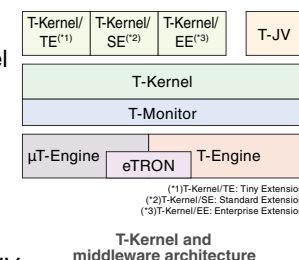 T-Kernel/ T-Kernel/ T-Kernel/
TE(*1) SE(*2) EE(*3) T-JV
el
T-Kernel
T-Monitor
µT-Engine T-Engine
eTRON
(*1)T-Kernel/TE: Tiny Extension
(*2)T-Kernel/SE: Standard Extension
(*3)T-Kernel/EE: Enterprise Extension
T-Kernel and
middleware architecture